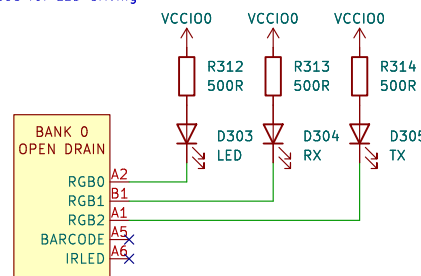 VCCIO0 VCCIO0 VCCIO0
R312 R313 R314
500R 500R 500R
BANK 0
OPEN DRAIN
D303 D304 D305
LED RX TX
RGB0 A2
RGB1 B1
RGB2 A1
BARCODE A5
IRLED A6